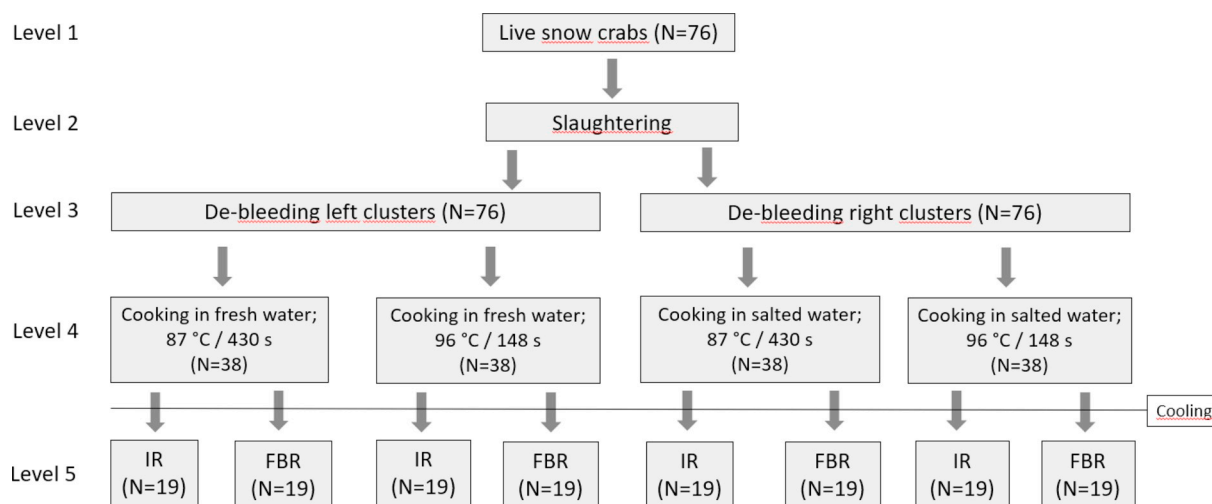 Level 1
Live snow crabs (N=76)
Level 2
Slaughtering
Level 3
De-bleeding left clusters (N=76)
De-bleeding right clusters (N=76)
Level 4
Cooking in fresh water;
87 °C / 430 s
(N=38)
Cooking in fresh water;
96 °C / 148 s
(N=38)
Cooking in salted water;
87 °C / 430 s
(N=38)
Cooking in salted water;
96 °C / 148 s
(N=38)
Cooling
Level 5
IR
(N=19)
FBR
(N=19)
IR
(N=19)
FBR
(N=19)
IR
(N=19)
FBR
(N=19)
IR
(N=19)
FBR
(N=19)